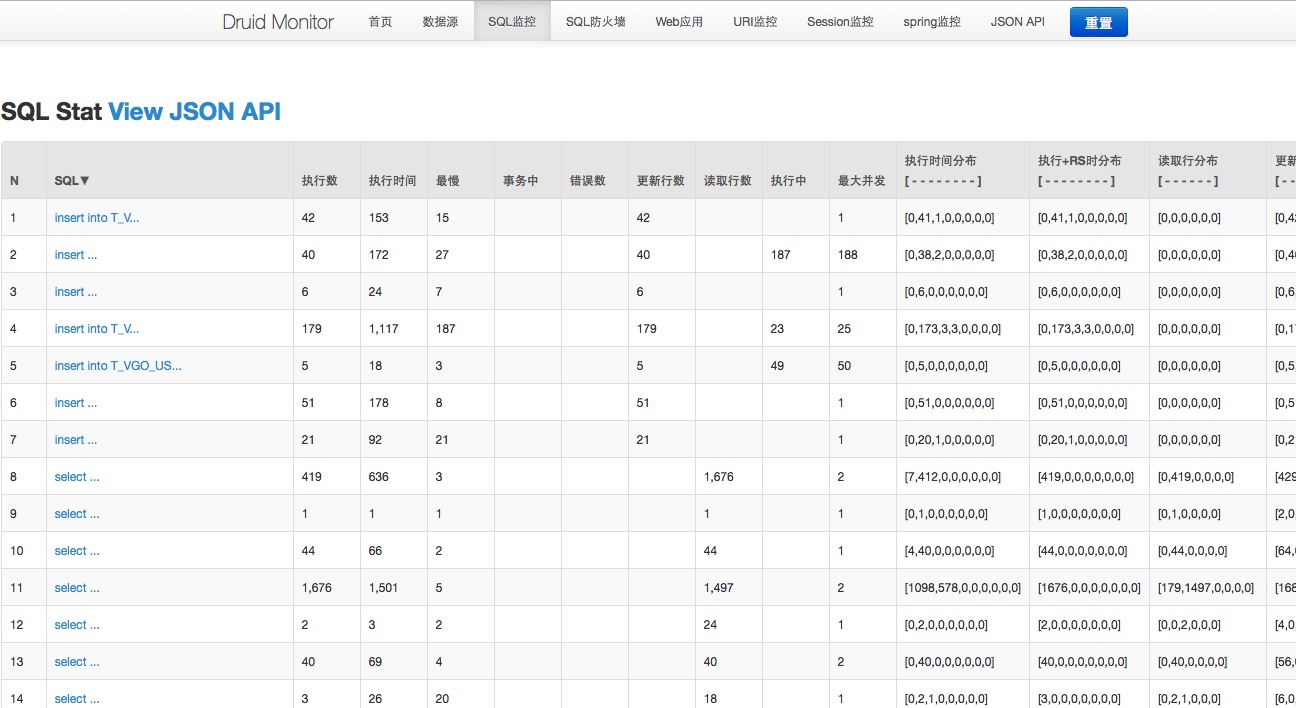 Druid Monitor 首页 数据源 SQL监控 SQL防火墙 Web应用 URI监控 Session监控 spring监控 JSON API 重置
SQL Stat View JSON API
N SQL▼ 执行数 执行时间 最慢 事务中 错误数 更新行数 读取行数 执行中 最大并发 执行时间分布 [ - - - - - - - - ] 执行+RS时分布 [ - - - - - - - - ] 读取行分布 [ - - - - - - ] 更新 [ - -
1 insert into T_V... 42 153 15 42 1 [0,41,1,0,0,0,0,0] [0,41,1,0,0,0,0,0] [0,0,0,0,0,0] [0,42
2 insert ... 40 172 27 40 187 188 [0,38,2,0,0,0,0,0] [0,38,2,0,0,0,0,0] [0,0,0,0,0,0] [0,40
3 insert ... 6 24 7 6 1 [0,6,0,0,0,0,0,0] [0,6,0,0,0,0,0,0] [0,0,0,0,0,0] [0,6,
4 insert into T_V... 179 1,117 187 179 23 25 [0,173,3,3,0,0,0,0] [0,173,3,3,0,0,0,0] [0,0,0,0,0,0] [0,17
5 insert into T_VGO_US... 5 18 3 5 49 50 [0,5,0,0,0,0,0,0] [0,5,0,0,0,0,0,0] [0,0,0,0,0,0] [0,5,
6 insert ... 51 178 8 51 1 [0,51,0,0,0,0,0,0] [0,51,0,0,0,0,0,0] [0,0,0,0,0,0] [0,5
7 insert ... 21 92 21 21 1 [0,20,1,0,0,0,0,0] [0,20,1,0,0,0,0,0] [0,0,0,0,0,0] [0,2
8 select ... 419 636 3 1,676 2 [7,412,0,0,0,0,0,0] [419,0,0,0,0,0,0,0] [0,419,0,0,0,0] [429
9 select ... 1 1 1 1 1 [0,1,0,0,0,0,0,0] [1,0,0,0,0,0,0,0] [0,1,0,0,0,0] [2,0,
10 select ... 44 66 2 44 1 [4,40,0,0,0,0,0,0] [44,0,0,0,0,0,0,0] [0,44,0,0,0,0] [64,
11 select ... 1,676 1,501 5 1,497 2 [1098,578,0,0,0,0,0,0] [1676,0,0,0,0,0,0,0] [179,1497,0,0,0,0] [168
12 select ... 2 3 2 24 1 [0,2,0,0,0,0,0,0] [2,0,0,0,0,0,0,0] [0,0,2,0,0,0] [4,0,
13 select ... 40 69 4 40 2 [0,40,0,0,0,0,0,0] [40,0,0,0,0,0,0,0] [0,40,0,0,0,0] [56,
14 select ... 3 26 20 18 1 [0,2,1,0,0,0,0,0] [3,0,0,0,0,0,0,0] [0,2,1,0,0,0] [6,0,